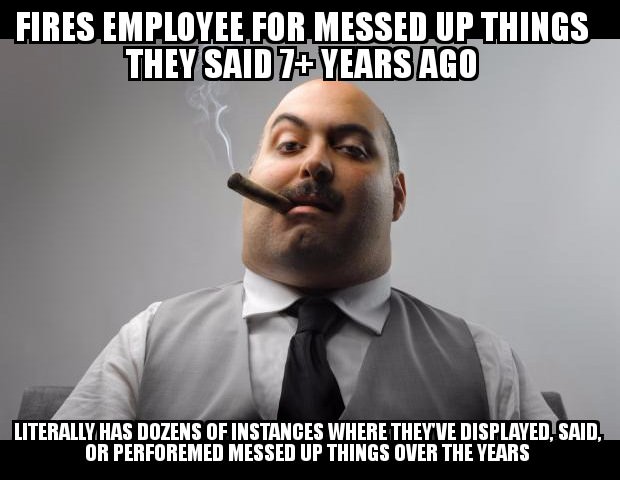 FIRES EMPLOYEE FOR MESSED UP THINGS
THEY SAID 7+ YEARS AGO
LITERALLY HAS DOZENS OF INSTANCES WHERE THEY'VE DISPLAYED, SAID,
OR PERFOREMED MESSED UP THINGS OVER THE YEARS